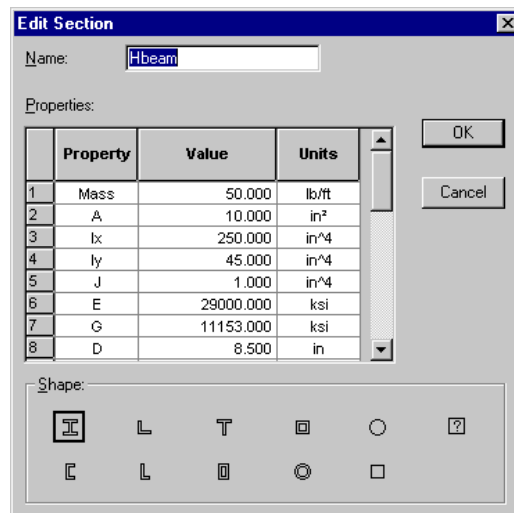 Edit Section
Name: Hbeam
Properties:
OK
Cancel
Property Value Units
1 Mass 50.000 lb/ft
2 A 10.000 in²
3 Ix 250.000 in^4
4 Iy 45.000 in^4
5 J 1.000 in^4
6 E 29000.000 ksi
7 G 11153.000 ksi
8 D 8.500 in
Shape:
?